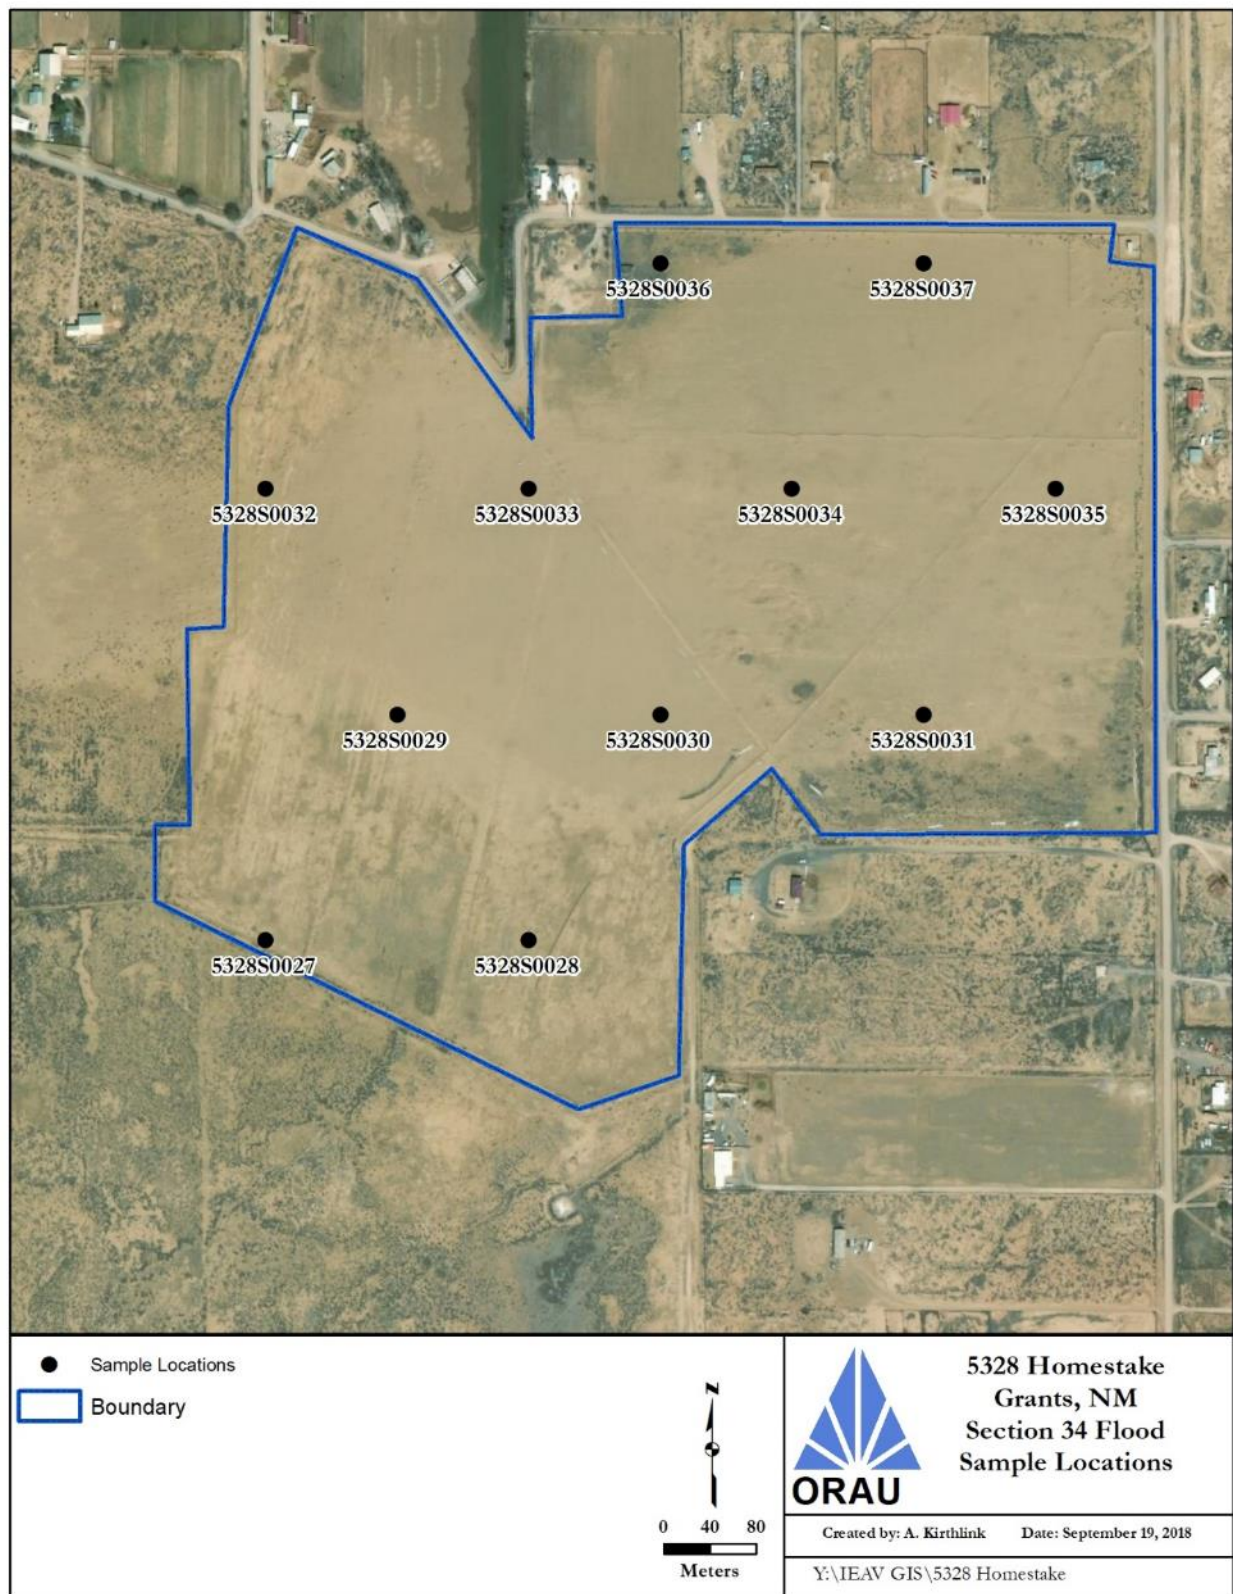 5328S0036
5328S0037
5328S0032
5328S0033
5328S0034
5328S0035
5328S0029
5328S0030
5328S0031
5328S0027
5328S0028
Sample Locations
Boundary
N
0 40 80
Meters
ORAU
5328 Homestake
Grants, NM
Section 34 Flood
Sample Locations
Created by: A. Kirthlink Date: September 19, 2018
Y:\IEAV GIS\5328 Homestake